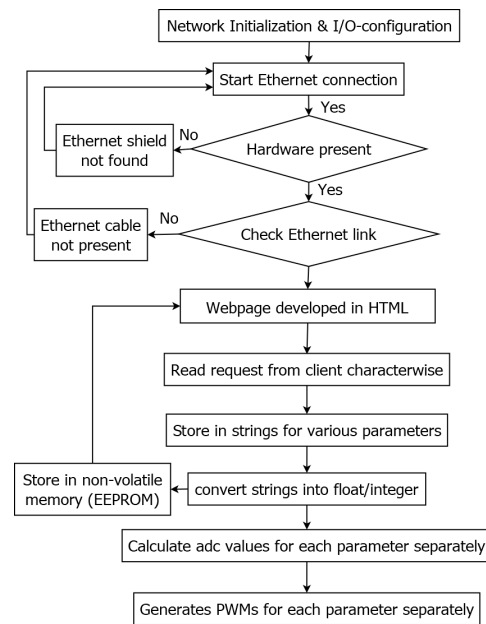 Network Initialization & I/O-configuration
Start Ethernet connection
Yes
Ethernet shield
not found
No
Hardware present
Yes
Ethernet cable
not present
No
Check Ethernet link
Webpage developed in HTML
Read request from client characterwise
Store in strings for various parameters
Store in non-volatile
memory (EEPROM)
convert strings into float/integer
Calculate adc values for each parameter separately
Generates PWMs for each parameter separately